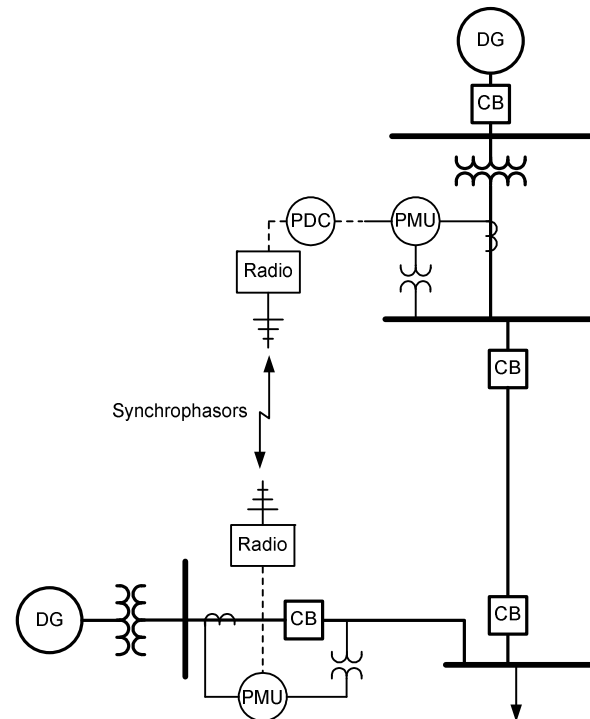 DG
CB
PDC
PMU
Radio
CB
Synchrophasors
Radio
DG
CB
CB
PMU